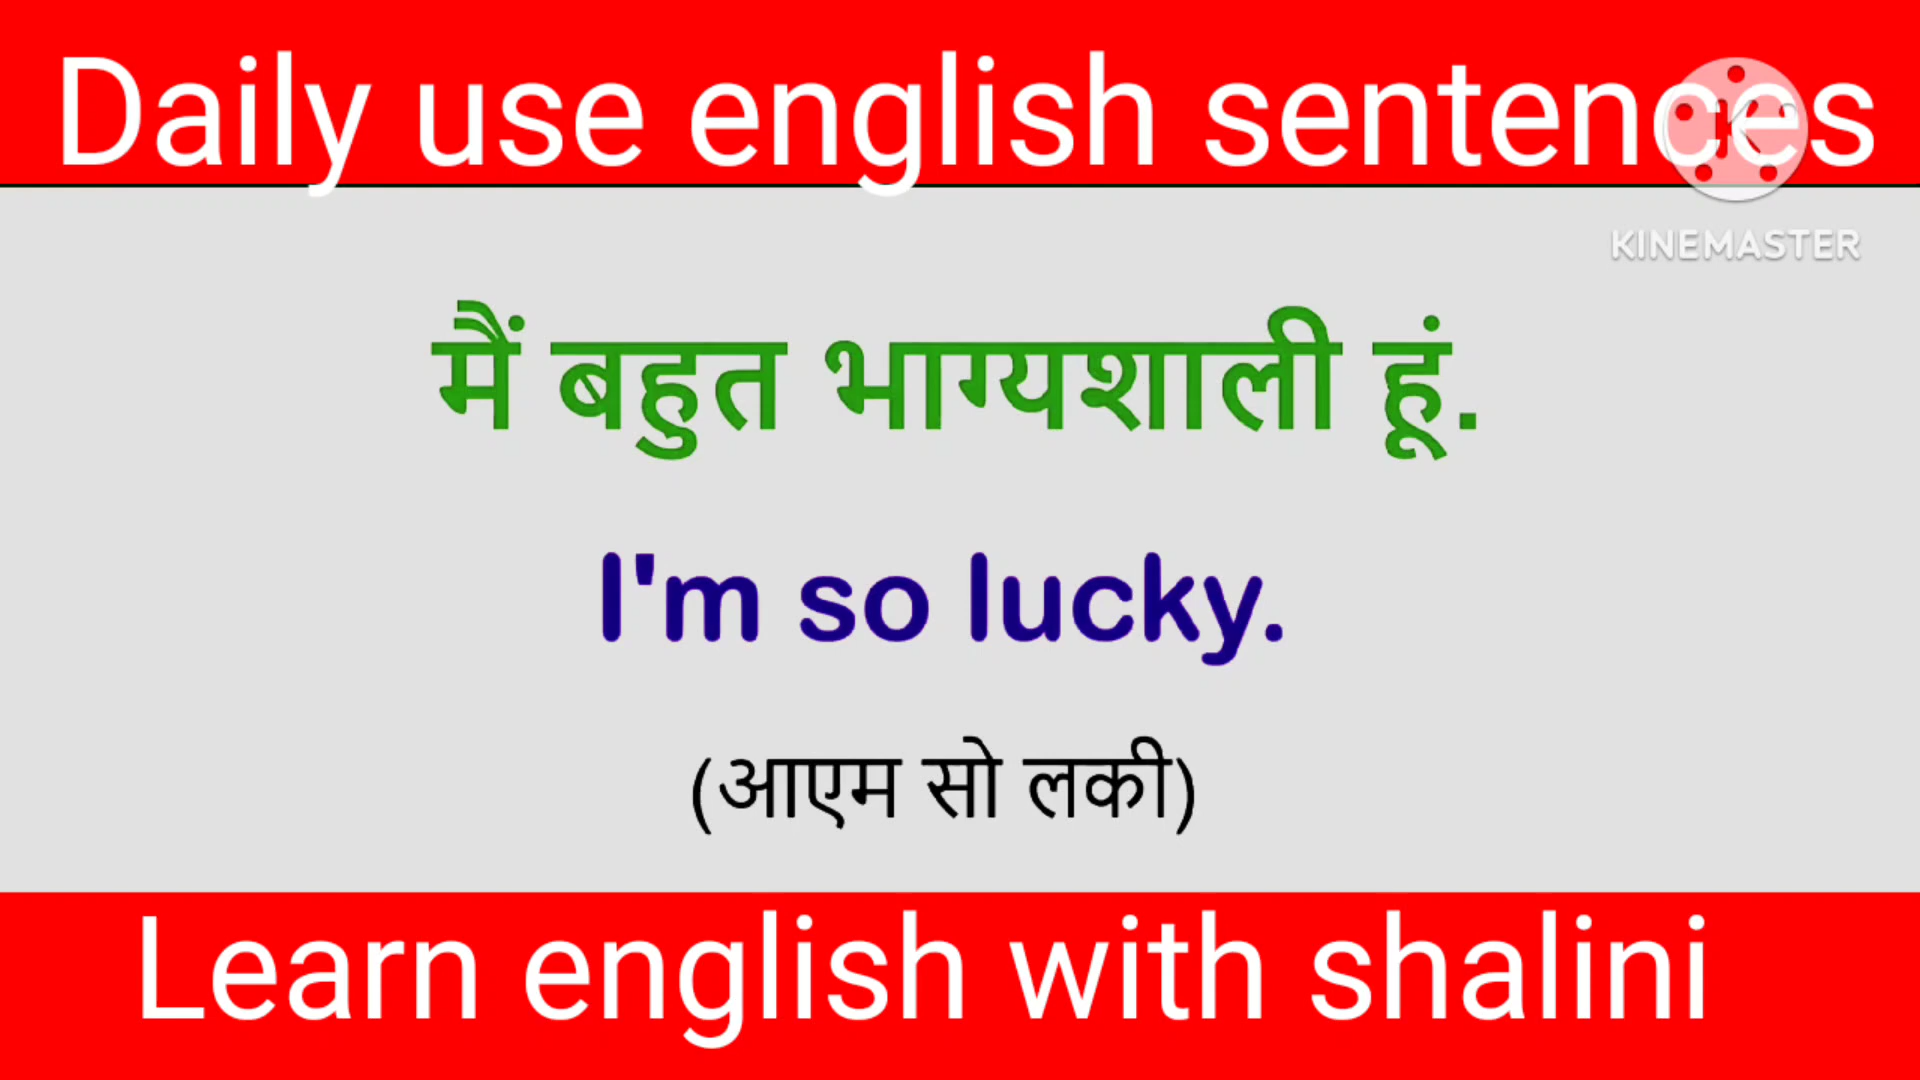 Daily use english sentences
KINEMASTER
मैं बहुत भाग्यशाली हूं.
I'm so lucky.
(आएम सो लकी)
Learn english with shalini